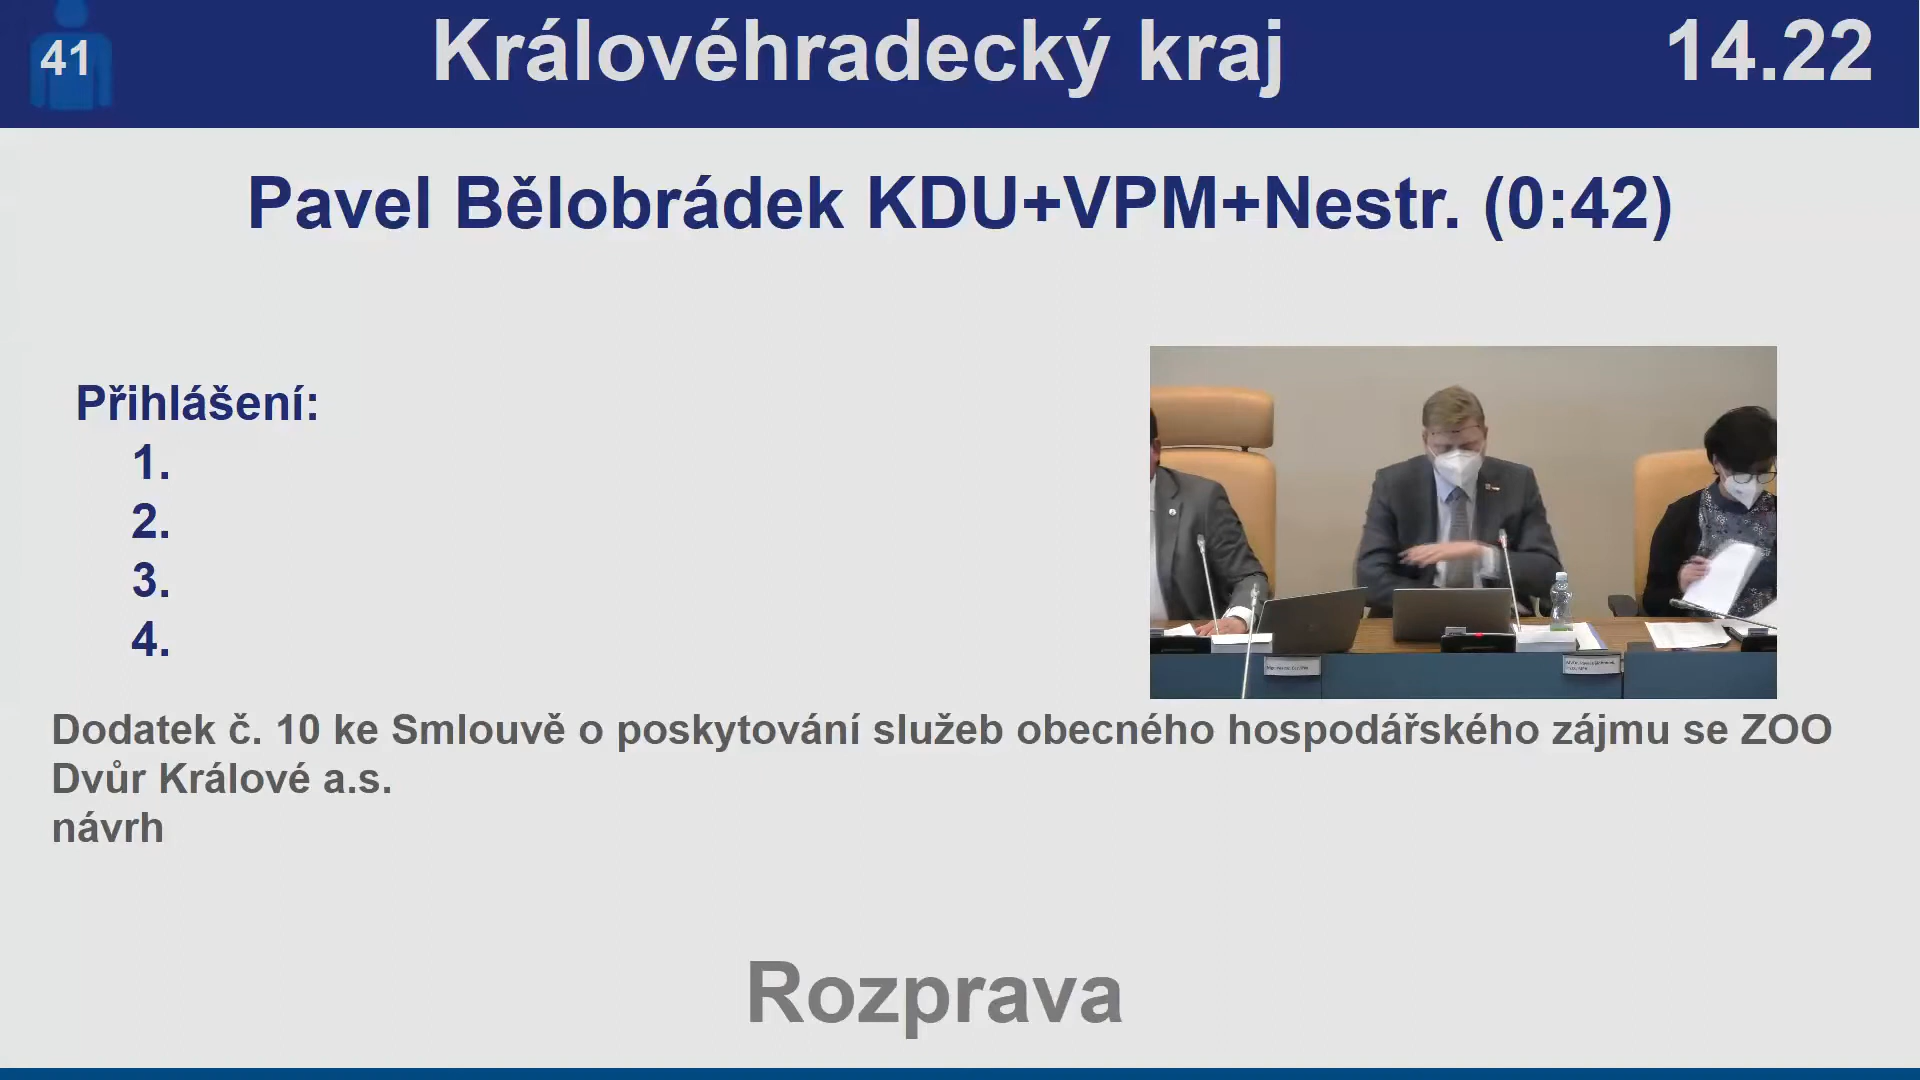 41
Královéhradecký kraj
14.22
Pavel Bělobrádek KDU+VPM+Nestr. (0:42)
Přihlášení:
1.
2.
3.
4.
Dodatek č. 10 ke Smlouvě o poskytování služeb obecného hospodářského zájmu se ZOO
Dvůr Králové a.s.
návrh
Rozprava